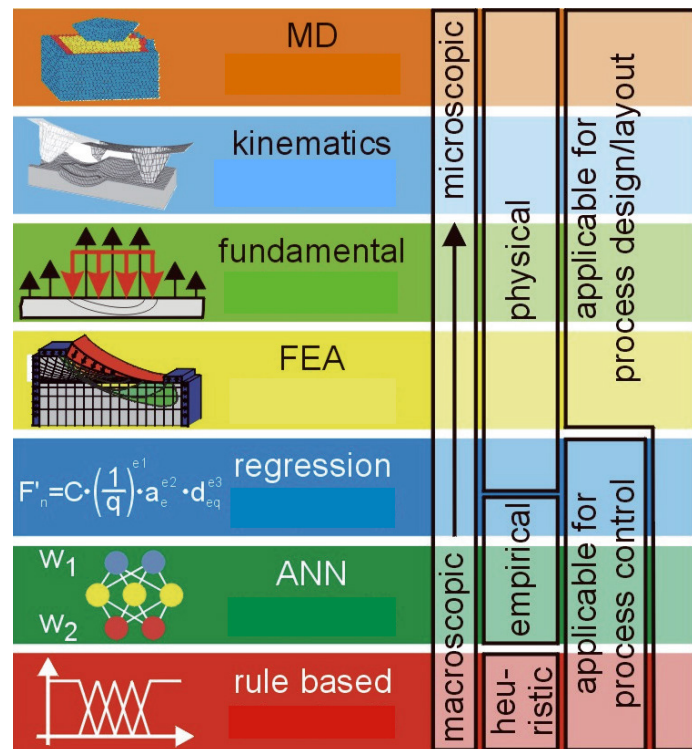 MD
kinematics
fundamental
FEA
regression
F'n=C·(1/q)^e1·ae^e2·deq^e3
ANN
W1
W2
rule based
microscopic
macroscopic
physical
empirical
heu-
ristic
applicable for
process design/layout
applicable for
process control